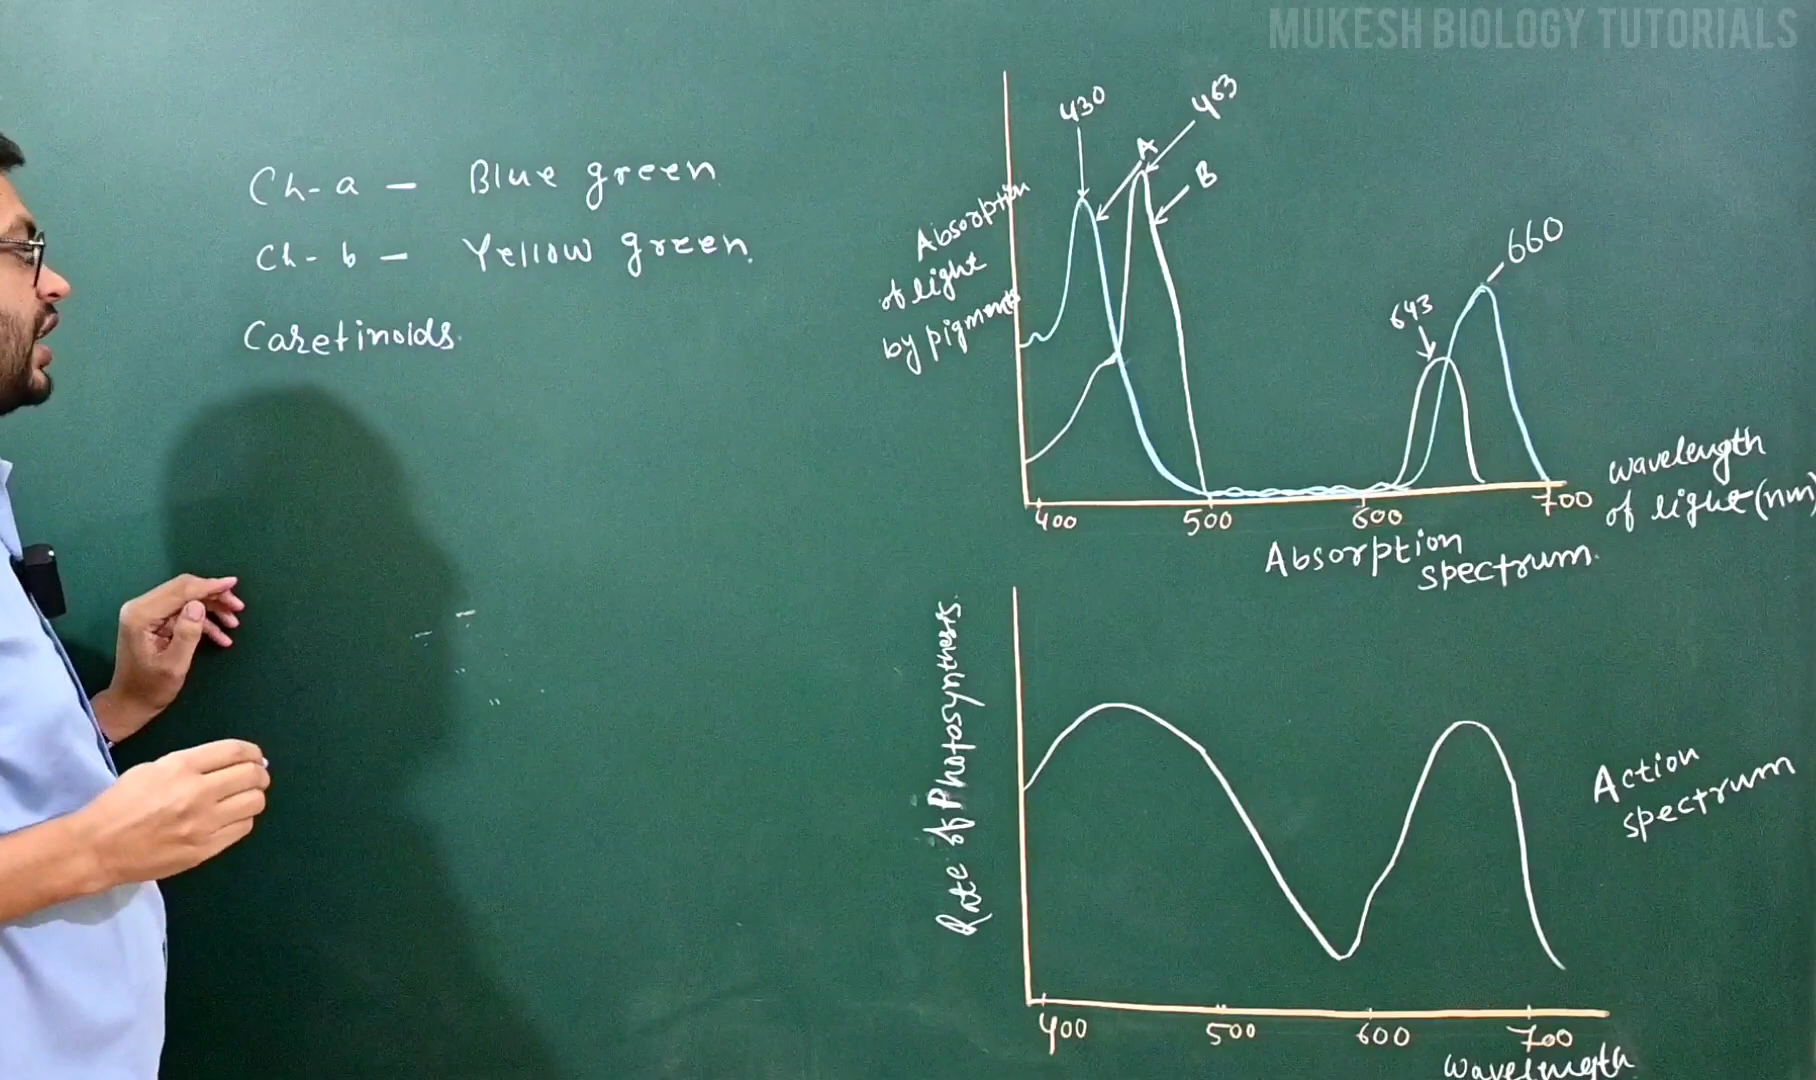 MUKESH BIOLOGY TUTORIALS
Ch-a - Blue green
Ch-b - Yellow green.
Caretinoids.
430
463
A
B
Absorption
of light
by pigments
660
643
400
500
600
700
wavelength
of light (nm)
Absorption
spectrum.
Rate of Photosynthesis.
Action
spectrum
400
500
600
700
wavelength